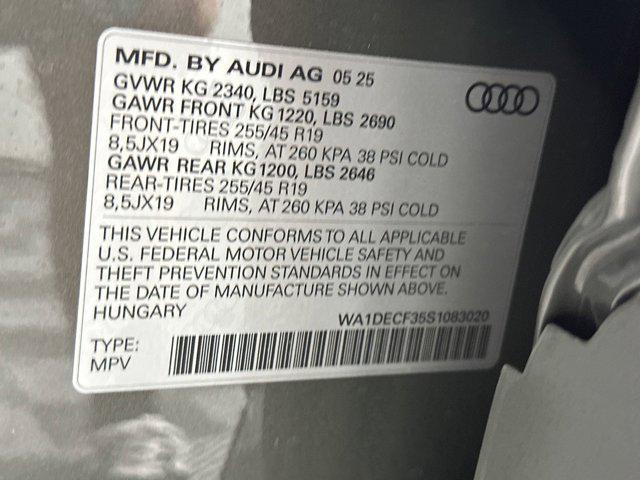 MFD. BY AUDI AG 05 25
GVWR KG 2340, LBS 5159
GAWR FRONT KG 1220, LBS 2690
FRONT-TIRES 255/45 R19
8,5JX19 RIMS, AT 260 KPA 38 PSI COLD
GAWR REAR KG 1200, LBS 2646
REAR-TIRES 255/45 R19
8,5JX19 RIMS, AT 260 KPA 38 PSI COLD
THIS VEHICLE CONFORMS TO ALL APPLICABLE
U.S. FEDERAL MOTOR VEHICLE SAFETY AND
THEFT PREVENTION STANDARDS IN EFFECT ON
THE DATE OF MANUFACTURE SHOWN ABOVE.
HUNGARY WA1DECF35S1083020
TYPE:
MPV